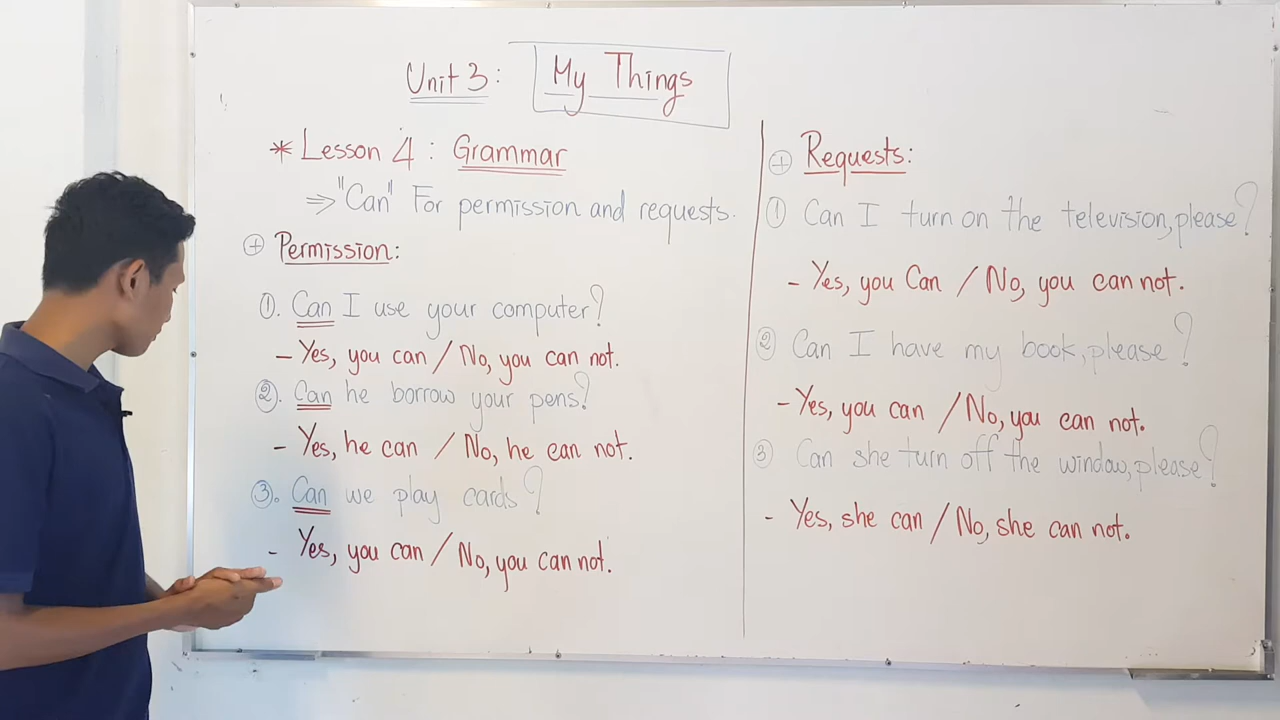 Unit 3: My Things
* Lesson 4 : Grammar
⇒ "Can" For permission and requests.
+ Permission:
1. Can I use your computer?
- Yes, you can / No, you can not.
2. Can he borrow your pens?
- Yes, he can / No, he can not.
3. Can we play cards?
- Yes, you can / No, you can not.
+ Requests:
1 Can I turn on the television, please?
- Yes, you Can / No, you can not.
2 Can I have my book, please?
- Yes, you can / No, you can not.
3 Can she turn off the window, please?
- Yes, she can / No, she can not.